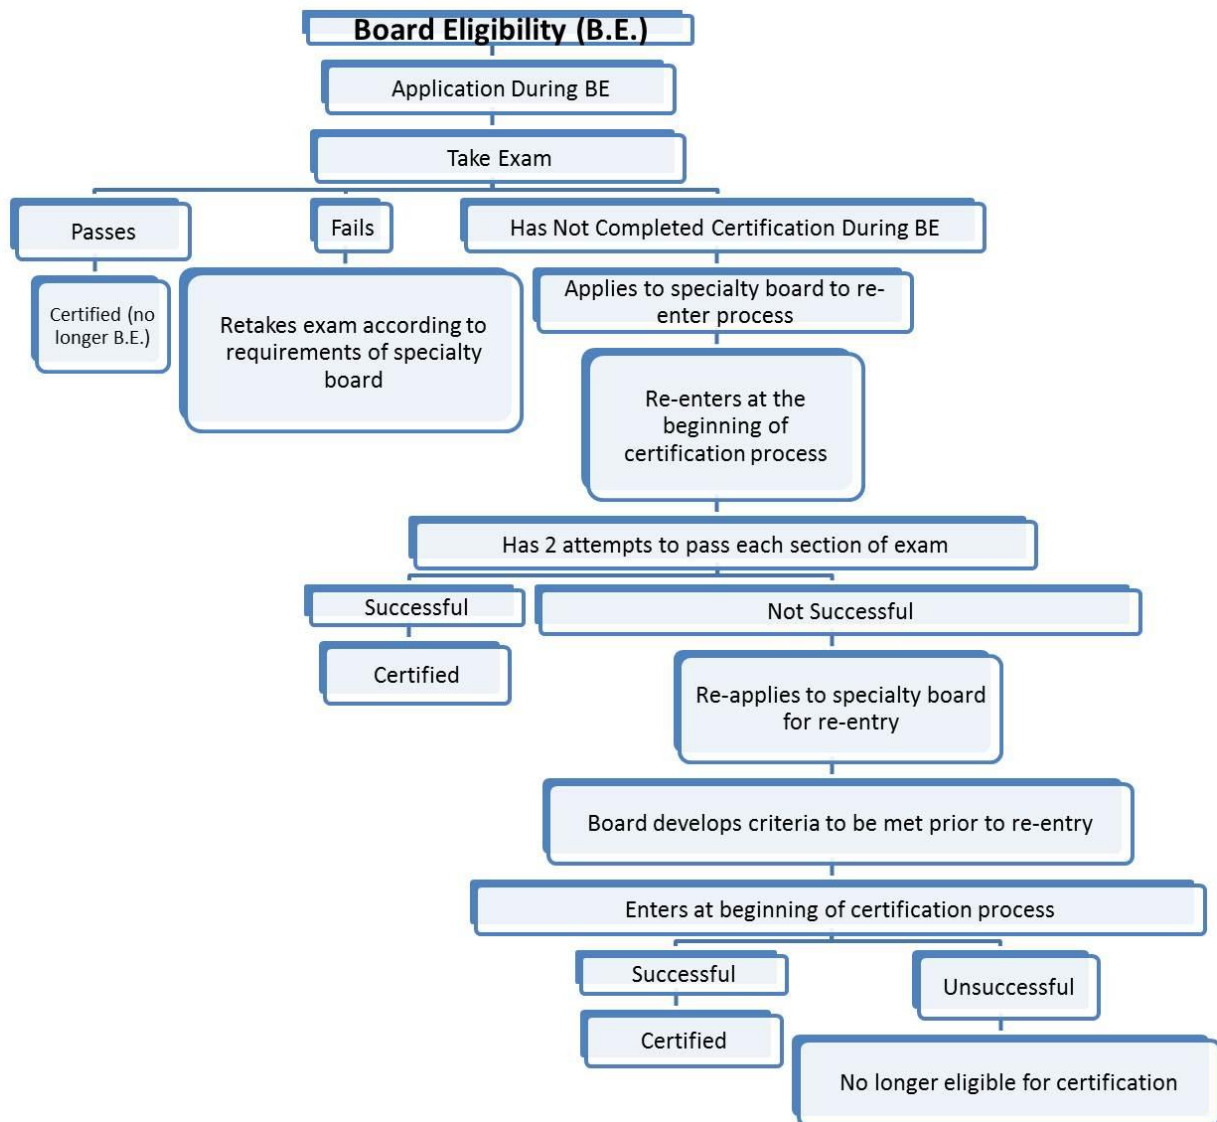 Board Eligibility (B.E.)
Application During BE
Take Exam
Passes
Fails
Has Not Completed Certification During BE
Certified (no
longer B.E.)
Retakes exam according to
requirements of specialty
board
Applies to specialty board to re-
enter process
Re-enters at the
beginning of
certification process
Has 2 attempts to pass each section of exam
Successful
Not Successful
Certified
Re-applies to specialty board
for re-entry
Board develops criteria to be met prior to re-entry
Enters at beginning of certification process
Successful
Unsuccessful
Certified
No longer eligible for certification